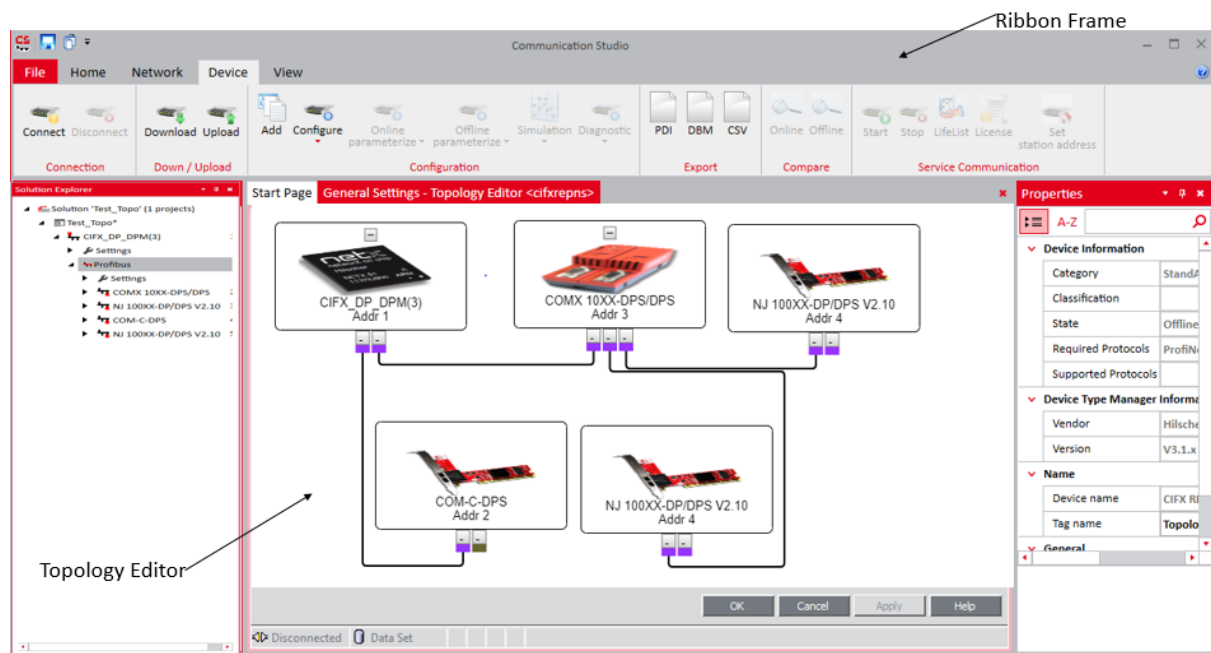 Ribbon Frame
CS
Communication Studio
File Home Network Device View
Connect Disconnect Download Upload Add Configure Online parameterize Offline parameterize Simulation Diagnostic PDI DBM CSV Online Offline Start Stop LifeList License Set station address
Connection Down / Upload Configuration Export Compare Service Communication
Solution Explorer
Solution 'Test_Topo' (1 projects)
Test_Topo*
CIFX_DP_DPM(3)
Settings
Profibus
Settings
COMX 10XX-DPS/DPS
NJ 100XX-DP/DPS V2.10
COM-C-DPS
NJ 100XX-DP/DPS V2.10
Start Page General Settings - Topology Editor <cifxrepns>
CIFX_DP_DPM(3)
Addr 1
COMX 10XX-DPS/DPS
Addr 3
NJ 100XX-DP/DPS V2.10
Addr 4
COM-C-DPS
Addr 2
NJ 100XX-DP/DPS V2.10
Addr 4
Topology Editor
OK Cancel Apply Help
Disconnected Data Set
Properties
A-Z
Device Information
Category StandA
Classification
State Offline
Required Protocols ProfiN
Supported Protocols
Device Type Manager Informa
Vendor Hilsche
Version V3.1.x
Name
Device name CIFX R
Tag name Topolo
General